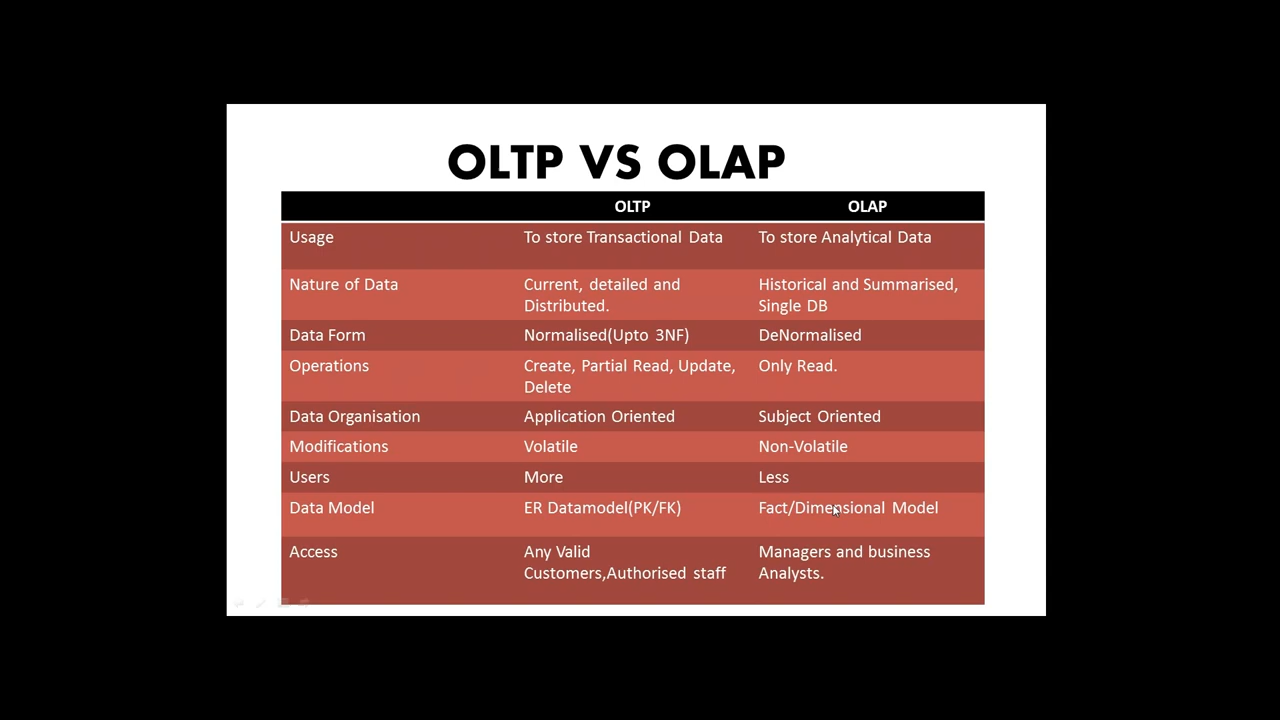 OLTP VS OLAP
OLTP OLAP
Usage To store Transactional Data To store Analytical Data
Nature of Data Current, detailed and Historical and Summarised,
Distributed. Single DB
Data Form Normalised(Upto 3NF) DeNormalised
Operations Create, Partial Read, Update, Only Read.
Delete
Data Organisation Application Oriented Subject Oriented
Modifications Volatile Non-Volatile
Users More Less
Data Model ER Datamodel(PK/FK) Fact/Dimensional Model
Access Any Valid Managers and business
Customers,Authorised staff Analysts.